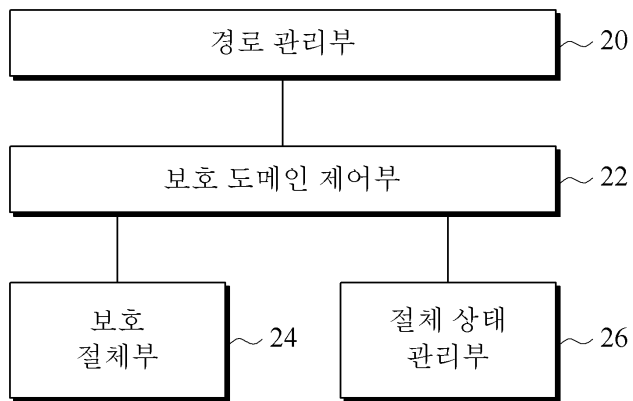 경로 관리부
20
보호 도메인 제어부
22
보호
절체부
24
절체 상태
관리부
26